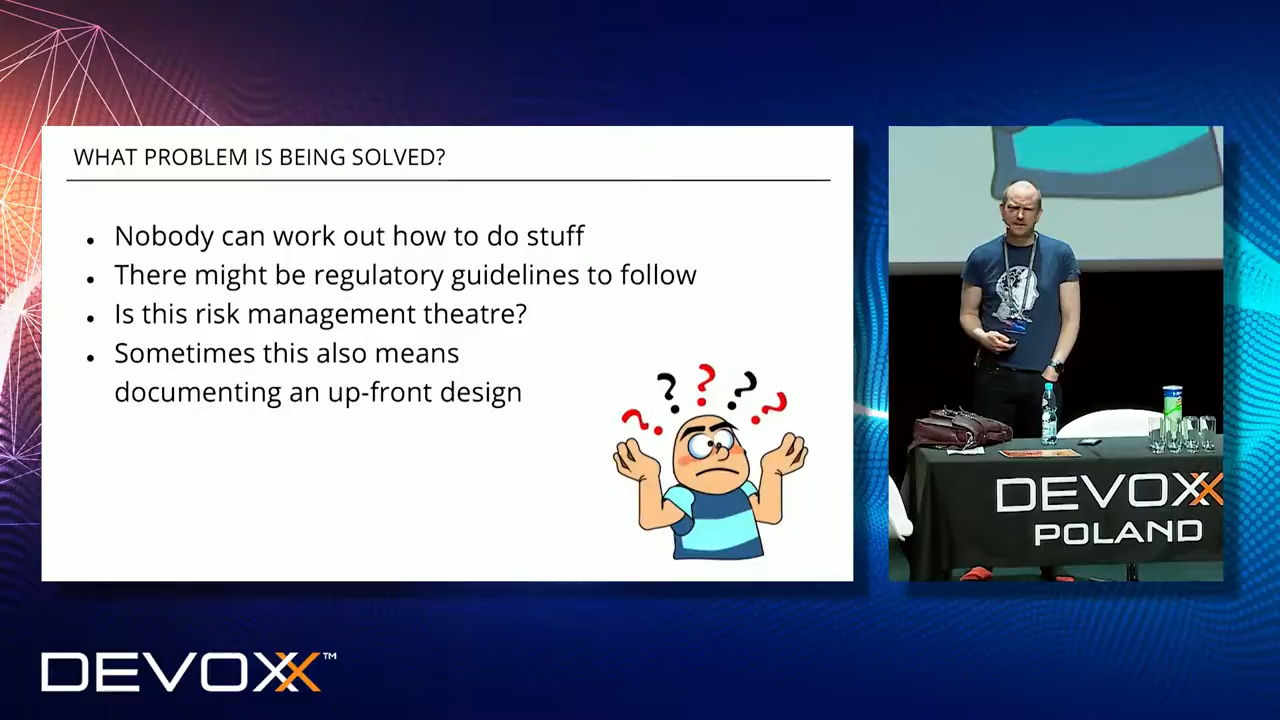 WHAT PROBLEM IS BEING SOLVED?
Nobody can work out how to do stuff
There might be regulatory guidelines to follow
Is this risk management theatre?
Sometimes this also means
documenting an up-front design
? ? ? ? ?
DEVOXX
POLAND
DEVOXX™